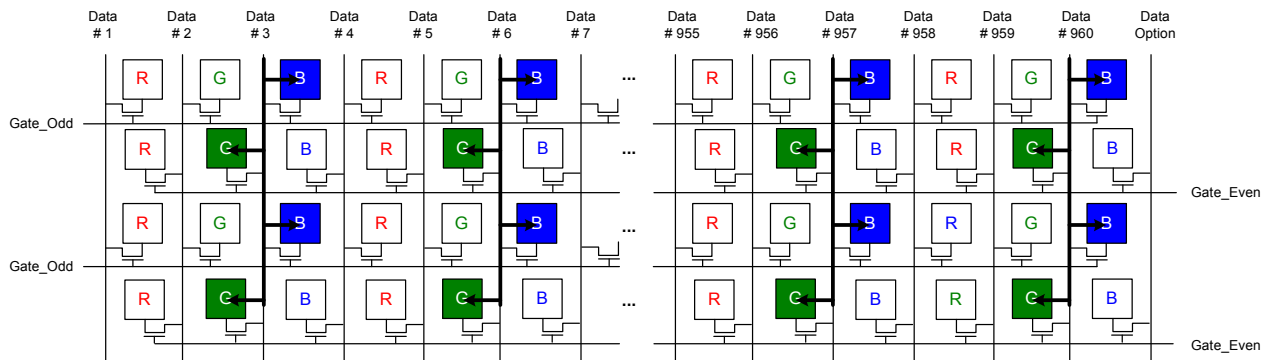 Data # 1
Data # 2
Data # 3
Data # 4
Data # 5
Data # 6
Data # 7
Data # 955
Data # 956
Data # 957
Data # 958
Data # 959
Data # 960
Data Option
R G B R G B ... R G B R G B
Gate_Odd
R G B R G B ... R G B R G B
Gate_Even
R G B R G B ... R G B R G B
Gate_Odd
R G B R G B ... R G B R G B
Gate_Even